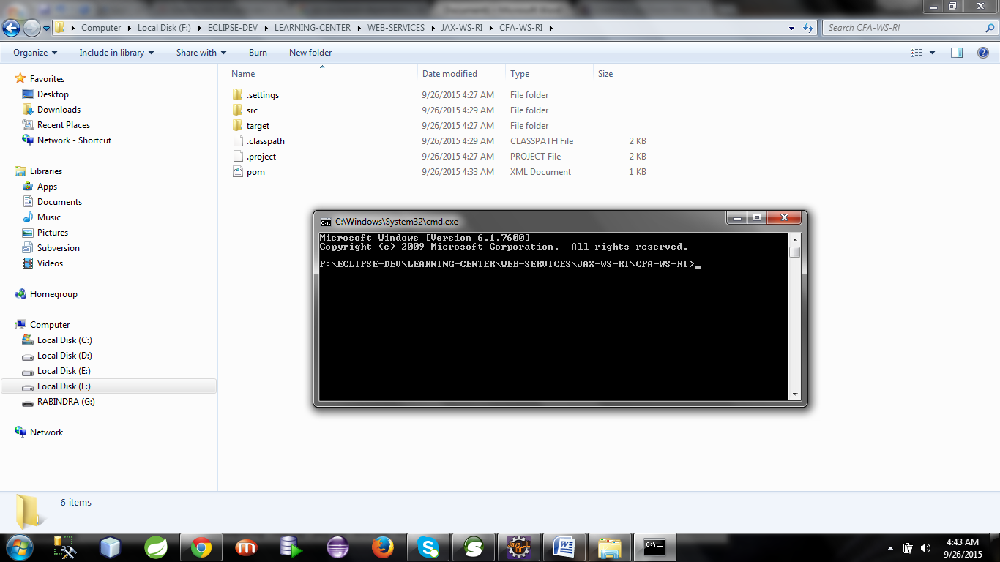 Computer ▸ Local Disk (F:) ▸ ECLIPSE-DEV ▸ LEARNING-CENTER ▸ WEB-SERVICES ▸ JAX-WS-RI ▸ CFA-WS-RI ▸
Search CFA-WS-RI
Organize Include in library Share with Burn New folder
Favorites
Desktop
Downloads
Recent Places
Network - Shortcut
Libraries
Apps
Documents
Music
Pictures
Subversion
Videos
Homegroup
Computer
Local Disk (C:)
Local Disk (D:)
Local Disk (E:)
Local Disk (F:)
RABINDRA (G:)
Network
Name Date modified Type Size
.settings 9/26/2015 4:27 AM File folder
src 9/26/2015 4:29 AM File folder
target 9/26/2015 4:27 AM File folder
.classpath 9/26/2015 4:29 AM CLASSPATH File 2 KB
.project 9/26/2015 4:27 AM PROJECT File 2 KB
pom 9/26/2015 4:33 AM XML Document 1 KB
C:\Windows\System32\cmd.exe
Microsoft Windows [Version 6.1.7600]
Copyright (c) 2009 Microsoft Corporation.  All rights reserved.
F:\ECLIPSE-DEV\LEARNING-CENTER\WEB-SERVICES\JAX-WS-RI\CFA-WS-RI>_
6 items
Java EE
IDE
4:43 AM
9/26/2015